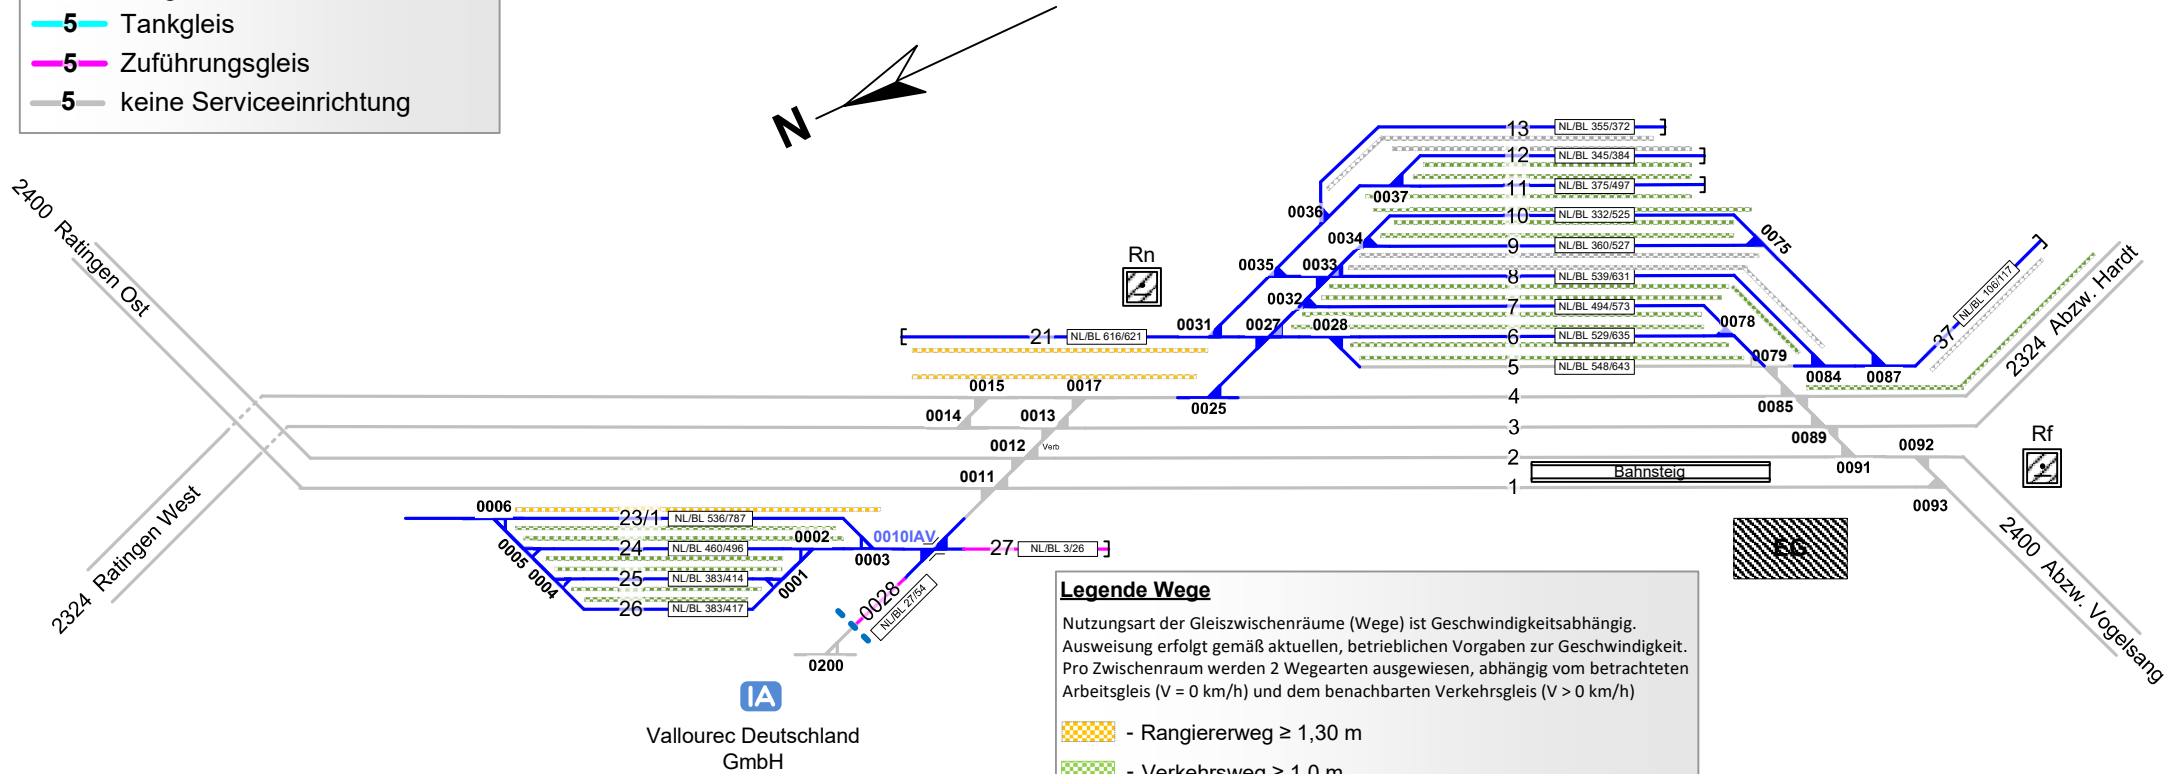 5 Tankgleis
5 Zuführungsgleis
5 keine Serviceeinrichtung
N
2400 Ratingen Ost
2324 Ratingen West
13 NL/BL 355/372
12 NL/BL 345/384
0037
11 NL/BL 375/497
0036
10 NL/BL 332/525
0034
0075
9 NL/BL 360/527
Rn
0035
0033
8 NL/BL 539/631
0032
7 NL/BL 494/573
37 NL/BL 106/117
2324 Abzw. Hardt
0031
0027
0028
0078
21 NL/BL 616/621
6 NL/BL 529/635
0079
5 NL/BL 548/643
0084
0087
0015
0017
4
0025
0085
0014
0013
3
0089
0092
Rf
0012
Verb
2
0091
Bahnsteig
0011
1
0093
0006
23/1 NL/BL 536/787
0002
0010IAV
0005
24 NL/BL 460/496
0003
27 NL/BL 3/26
EG
2400 Abzw. Vogelsang
0004
25 NL/BL 383/414
0001
26 NL/BL 383/417
0028 NL/BL 27/54
0200
IA
Vallourec Deutschland
GmbH
Legende Wege
Nutzungsart der Gleiszwischenräume (Wege) ist Geschwindigkeitsabhängig.
Ausweisung erfolgt gemäß aktuellen, betrieblichen Vorgaben zur Geschwindigkeit.
Pro Zwischenraum werden 2 Wegearten ausgewiesen, abhängig vom betrachteten
Arbeitsgleis (V = 0 km/h) und dem benachbarten Verkehrsgleis (V > 0 km/h)
- Rangiererweg ≥ 1,30 m
- Verkehrsweg ≥ 1,0 m